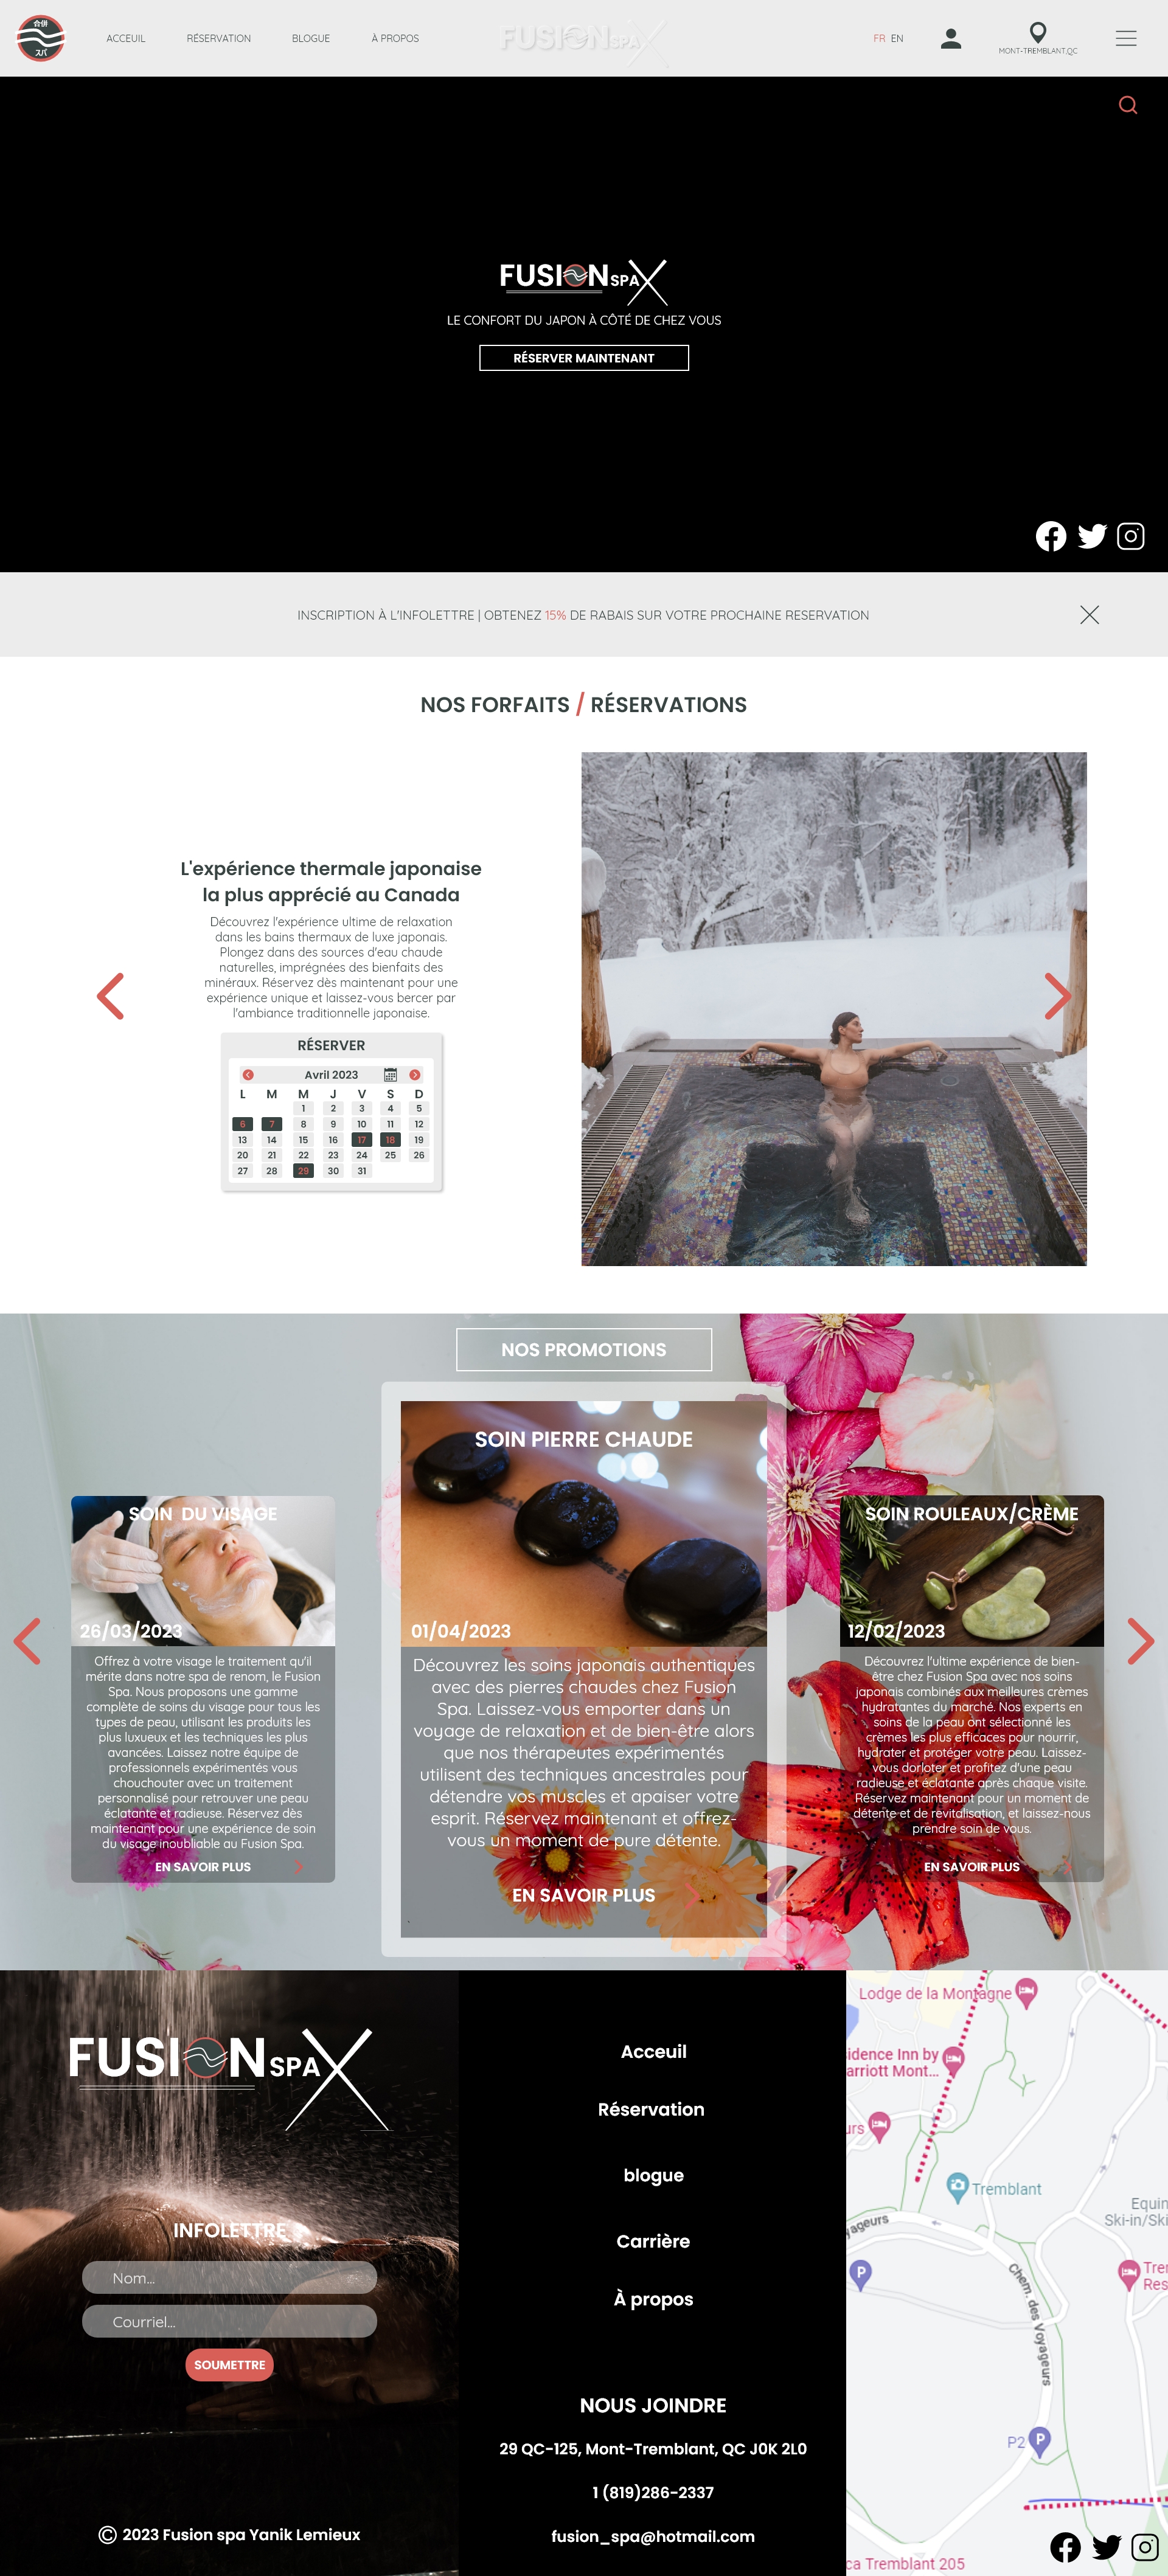 合併
スパ
ACCEUIL
RÉSERVATION
BLOGUE
À PROPOS
FUSION SPA X
FR EN
MONT-TREMBLANT,QC
FUSION SPA X
LE CONFORT DU JAPON À CÔTÉ DE CHEZ VOUS
RÉSERVER MAINTENANT
INSCRIPTION À L'INFOLETTRE | OBTENEZ 15% DE RABAIS SUR VOTRE PROCHAINE RESERVATION
NOS FORFAITS / RÉSERVATIONS
L'expérience thermale japonaise
la plus apprécié au Canada
Découvrez l'expérience ultime de relaxation
dans les bains thermaux de luxe japonais.
Plongez dans des sources d'eau chaude
naturelles, imprégnées des bienfaits des
minéraux. Réservez dès maintenant pour une
expérience unique et laissez-vous bercer par
l'ambiance traditionnelle japonaise.
RÉSERVER
Avril 2023
L M M J V S D
1 2 3 4 5
6 7 8 9 10 11 12
13 14 15 16 17 18 19
20 21 22 23 24 25 26
27 28 29 30 31
NOS PROMOTIONS
SOIN DU VISAGE
26/03/2023
Offrez à votre visage le traitement qu'il
mérite dans notre spa de renom, le Fusion
Spa. Nous proposons une gamme
complète de soins du visage pour tous les
types de peau, utilisant les produits les
plus luxueux et les techniques les plus
avancées. Laissez notre équipe de
professionnels expérimentés vous
chouchouter avec un traitement
personnalisé pour retrouver une peau
éclatante et radieuse. Réservez dès
maintenant pour une expérience de soin
du visage inoubliable au Fusion Spa.
EN SAVOIR PLUS
SOIN PIERRE CHAUDE
01/04/2023
Découvrez les soins japonais authentiques
avec des pierres chaudes chez Fusion
Spa. Laissez-vous emporter dans un
voyage de relaxation et de bien-être alors
que nos thérapeutes expérimentés
utilisent des techniques ancestrales pour
détendre vos muscles et apaiser votre
esprit. Réservez maintenant et offrez-
vous un moment de pure détente.
EN SAVOIR PLUS
SOIN ROULEAUX/CRÈME
12/02/2023
Découvrez l'ultime expérience de bien-
être chez Fusion Spa avec nos soins
japonais combinés aux meilleures crèmes
hydratantes du marché. Nos experts en
soins de la peau ont sélectionné les
crèmes les plus efficaces pour nourrir,
hydrater et protéger votre peau. Laissez-
vous dorloter et profitez d'une peau
radieuse et éclatante après chaque visite.
Réservez maintenant pour un moment de
détente et de revitalisation, et laissez-nous
prendre soin de vous.
EN SAVOIR PLUS
FUSION SPA X
INFOLETTRE
Nom...
Courriel...
SOUMETTRE
© 2023 Fusion spa Yanik Lemieux
Acceuil
Réservation
blogue
Carrière
À propos
NOUS JOINDRE
29 QC-125, Mont-Tremblant, QC J0K 2L0
1 (819)286-2337
fusion_spa@hotmail.com
Lodge de la Montagne
idence Inn by
arriott Mont...
urs
Tremblant
Equin
Ski-in/Ski
yageurs
P
Tre
Res
Chem. des Voyageurs
P2 P
ca Tremblant 205